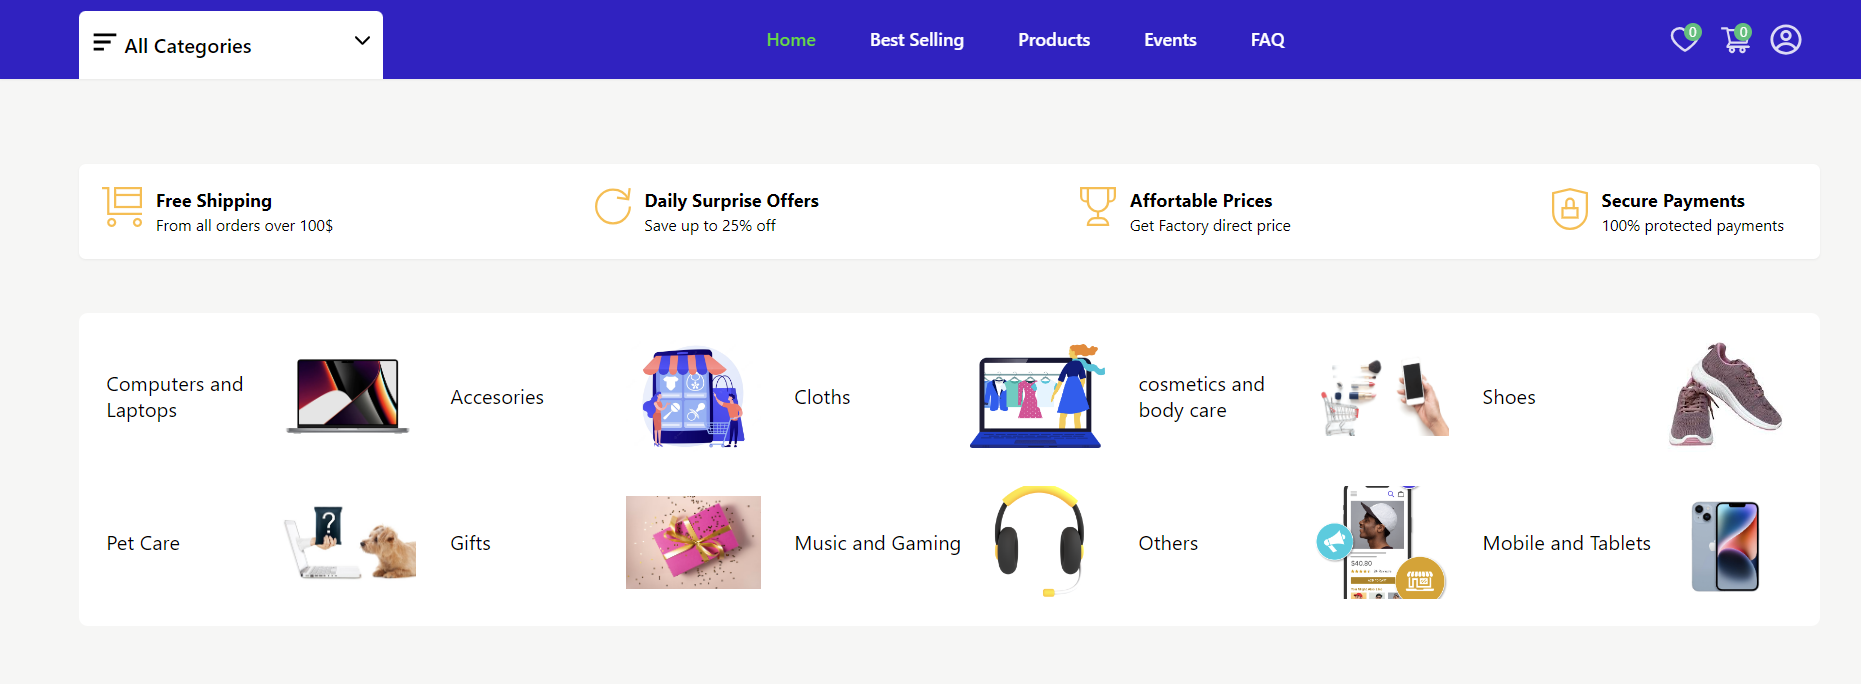 All Categories
Home
Best Selling
Products
Events
FAQ
0
0
Free Shipping
From all orders over 100$
Daily Surprise Offers
Save up to 25% off
Affortable Prices
Get Factory direct price
Secure Payments
100% protected payments
Computers and
Laptops
Accesories
Cloths
cosmetics and
body care
Shoes
Pet Care
?
Gifts
Music and Gaming
Others
$40.90
Mobile and Tablets